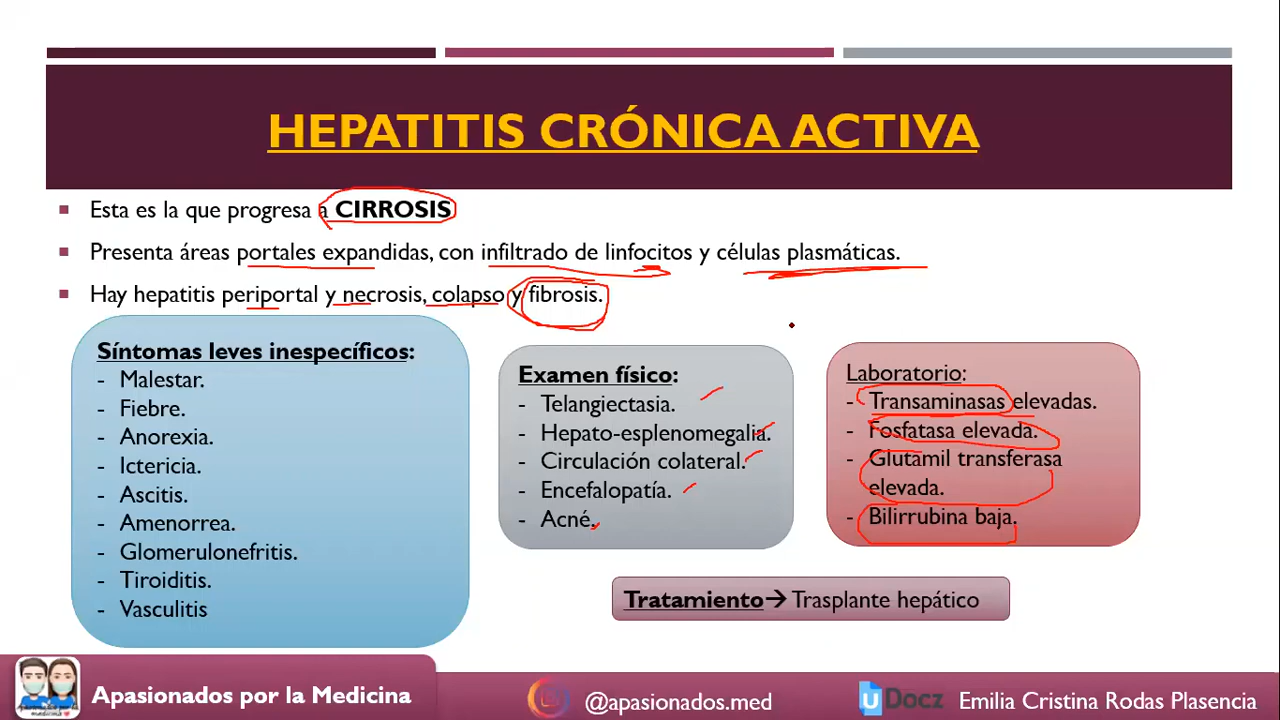 HEPATITIS CRÓNICA ACTIVA
▪ Esta es la que progresa a CIRROSIS
▪ Presenta áreas portales expandidas, con infiltrado de linfocitos y células plasmáticas.
▪ Hay hepatitis periportal y necrosis, colapso y fibrosis.
Síntomas leves inespecíficos:
- Malestar.
- Fiebre.
- Anorexia.
- Ictericia.
- Ascitis.
- Amenorrea.
- Glomerulonefritis.
- Tiroiditis.
- Vasculitis
Examen físico:
- Telangiectasia.
- Hepato-esplenomegalia.
- Circulación colateral.
- Encefalopatía.
- Acné.
Laboratorio:
- Transaminasas elevadas.
- Fosfatasa elevada.
- Glutamil transferasa
elevada.
- Bilirrubina baja.
Tratamiento→ Trasplante hepático
Apasionados por la Medicina
@apasionados.med
uDocz
Emilia Cristina Rodas Plasencia